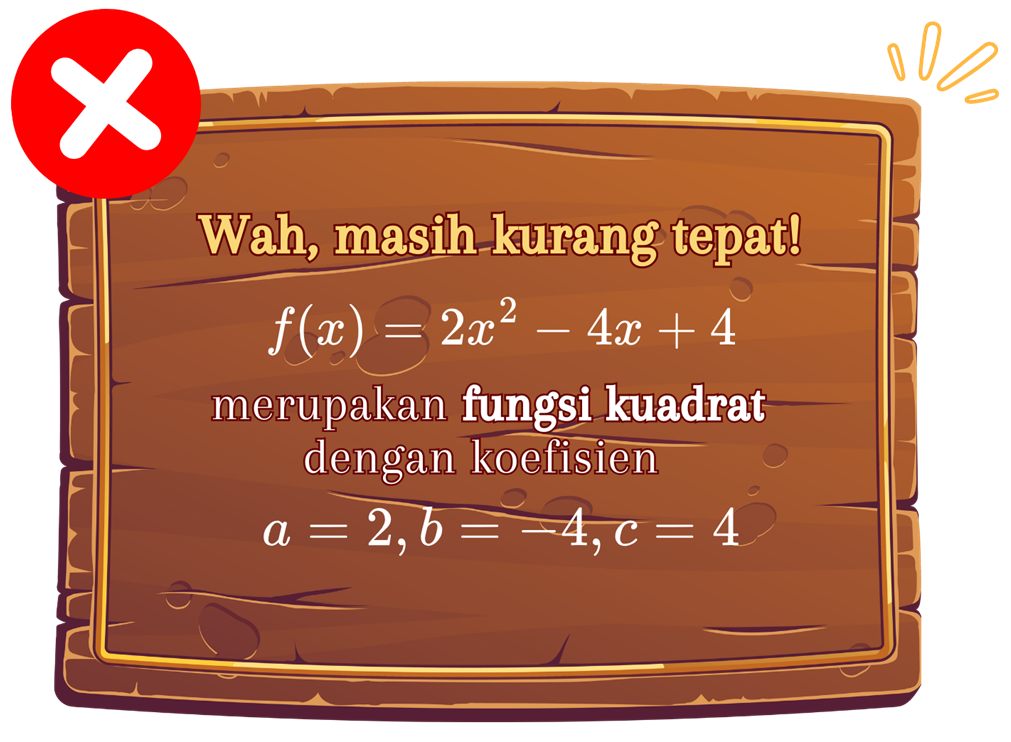 Wah, masih kurang tepat!
f(x) = 2x² − 4x + 4
merupakan fungsi kuadrat
dengan koefisien
a = 2, b = −4, c = 4